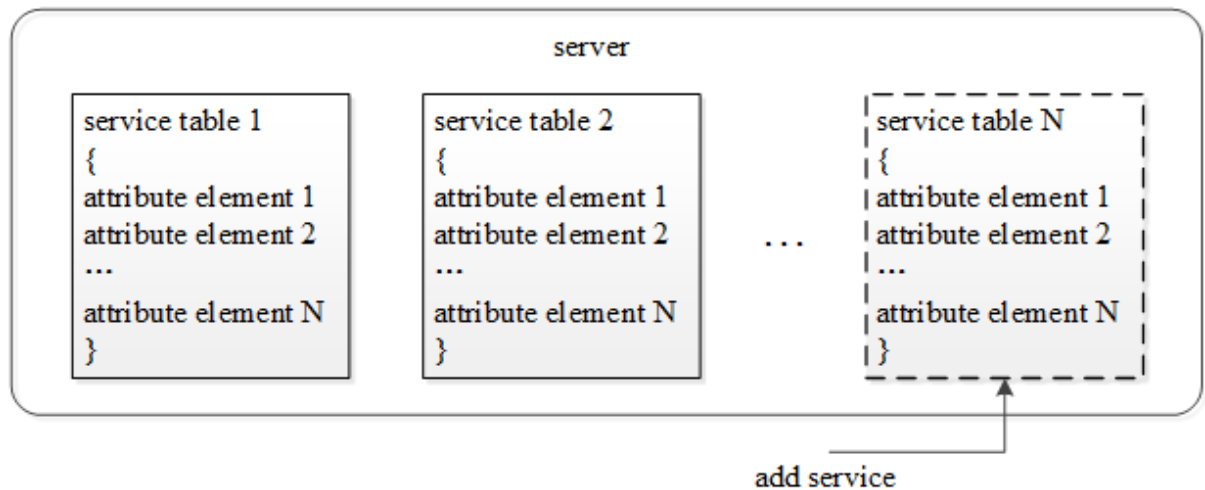 server
service table 1
{
attribute element 1
attribute element 2
...
attribute element N
}
service table 2
{
attribute element 1
attribute element 2
...
attribute element N
}
...
service table N
{
attribute element 1
attribute element 2
...
attribute element N
}
add service